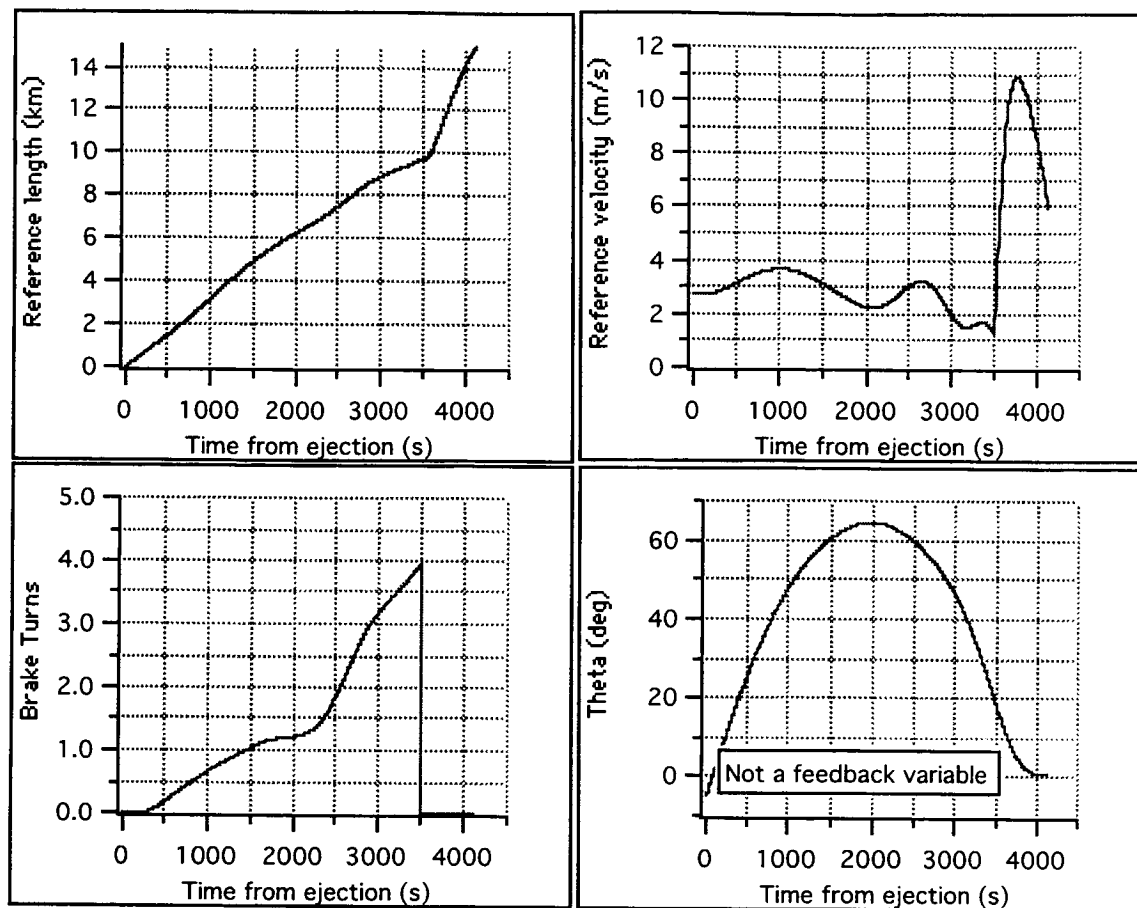 Reference length (km)
14
12
10
8
6
4
2
0
0 1000 2000 3000 4000
Time from ejection (s)
Reference velocity (m/s)
12
10
8
6
4
2
0
0 1000 2000 3000 4000
Time from ejection (s)
Brake Turns
5.0
4.0
3.0
2.0
1.0
0.0
0 1000 2000 3000 4000
Time from ejection (s)
Theta (deg)
60
40
20
0
Not a feedback variable
0 1000 2000 3000 4000
Time from ejection (s)